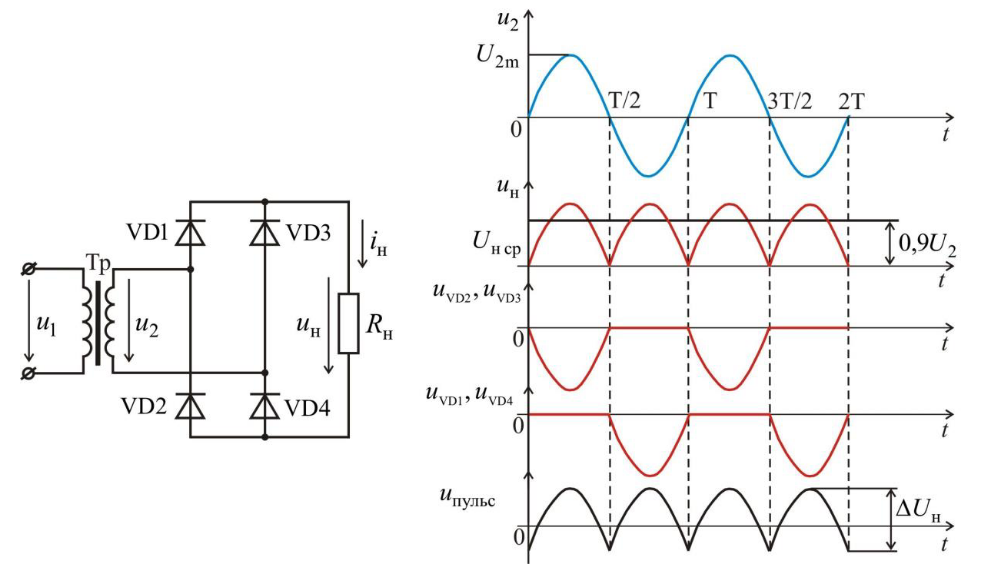 VD1
VD3
Тр
u1
u2
iн
uн
Rн
VD2
VD4
u2
U2m
T/2
T
3T/2
2T
0
t
uн
Uн ср
0,9U2
t
uVD2, uVD3
0
t
uVD1, uVD4
0
t
uпульс
ΔUн
0
t